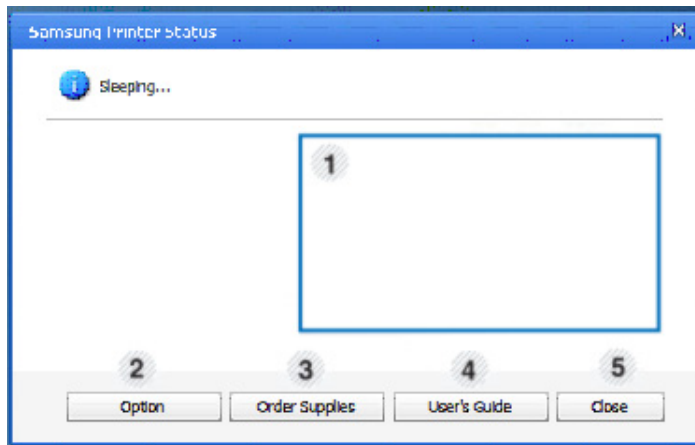 Samsung Printer Status
Sleeping...
1
2 3 4 5
Option Order Supplies User's Guide Close